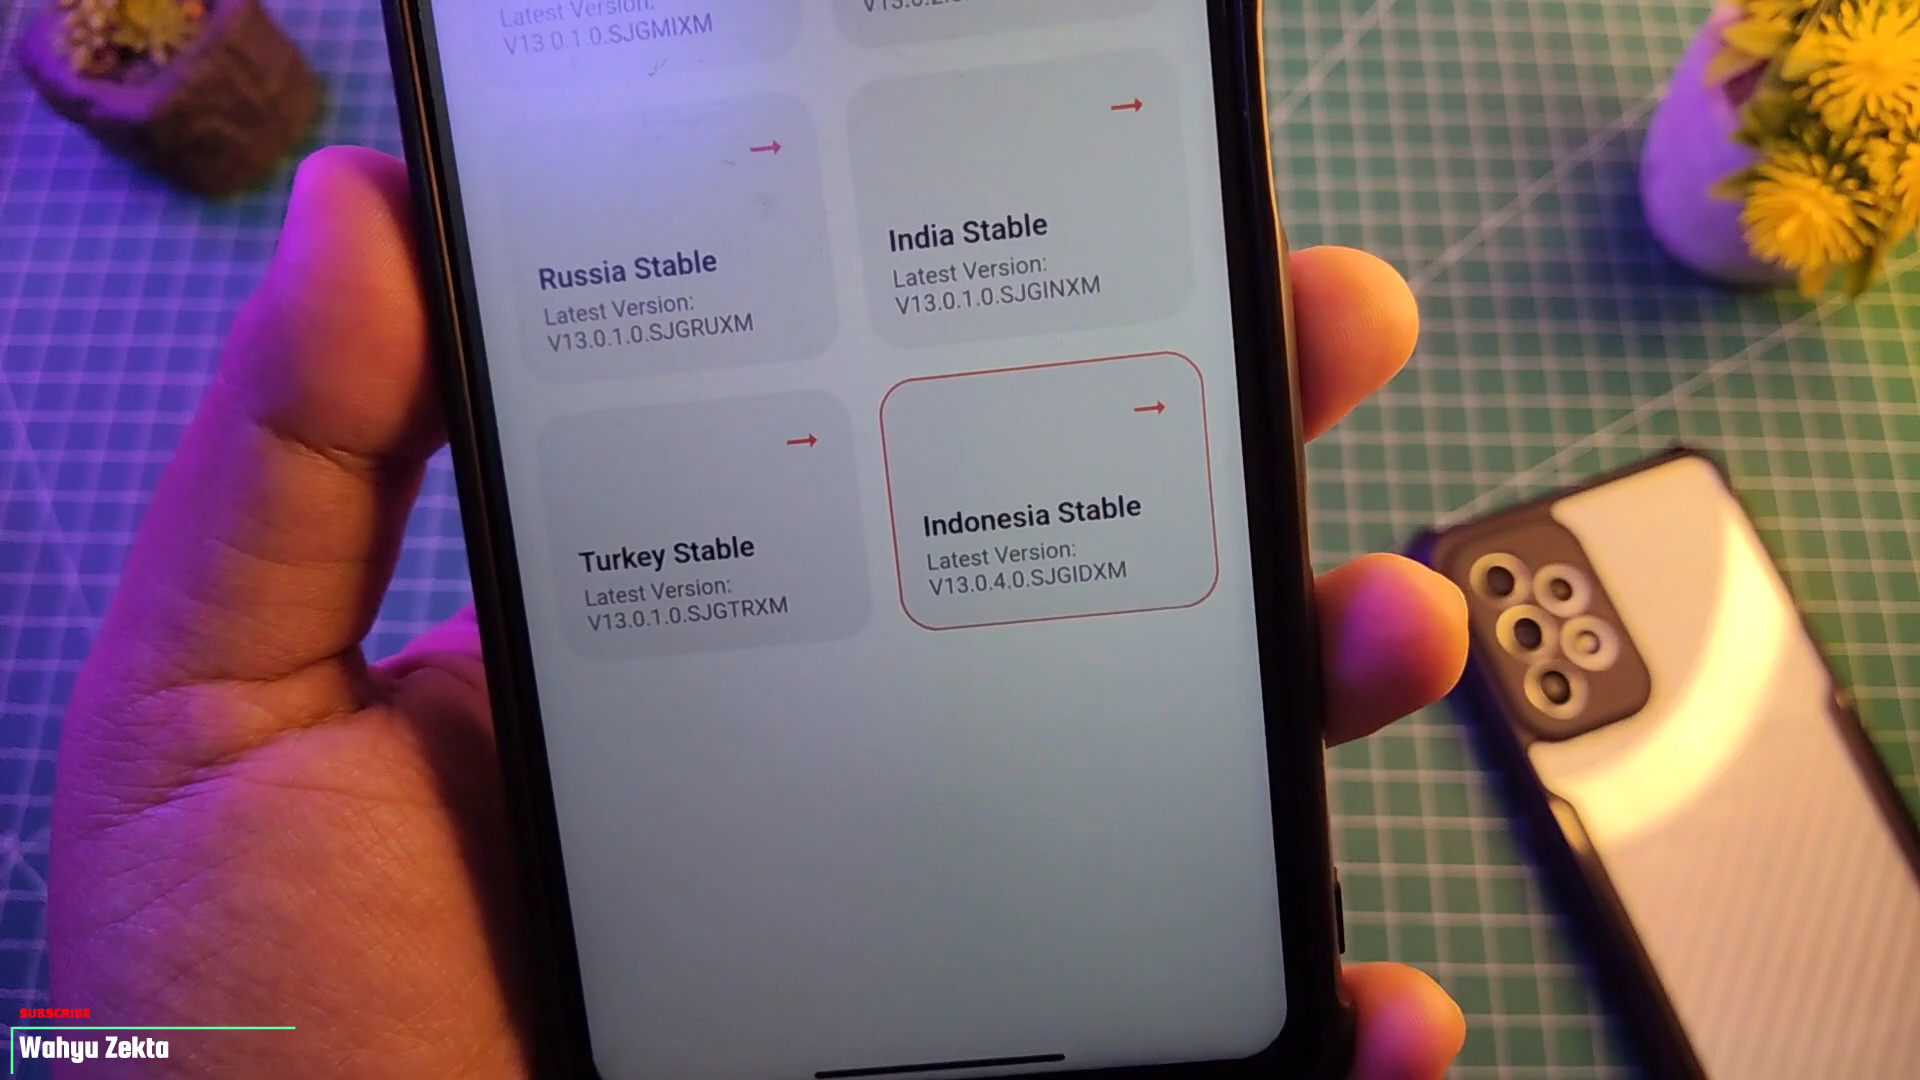 Latest Version:
V13.0.1.0.SJGMIXM
Russia Stable
Latest Version:
V13.0.1.0.SJGRUXM
India Stable
Latest Version:
V13.0.1.0.SJGINXM
Turkey Stable
Latest Version:
V13.0.1.0.SJGTRXM
Indonesia Stable
Latest Version:
V13.0.4.0.SJGIDXM
SUBSCRIBE
Wahyu Zekta